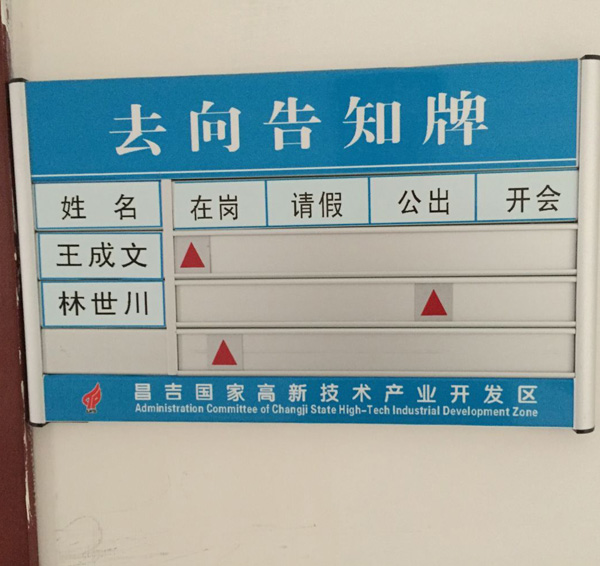 去向告知牌
姓名 在岗 请假 公出 开会
王成文
林世川
昌吉国家高新技术产业开发区
Administration Committee of Changji State High-Tech Industrial Development Zone